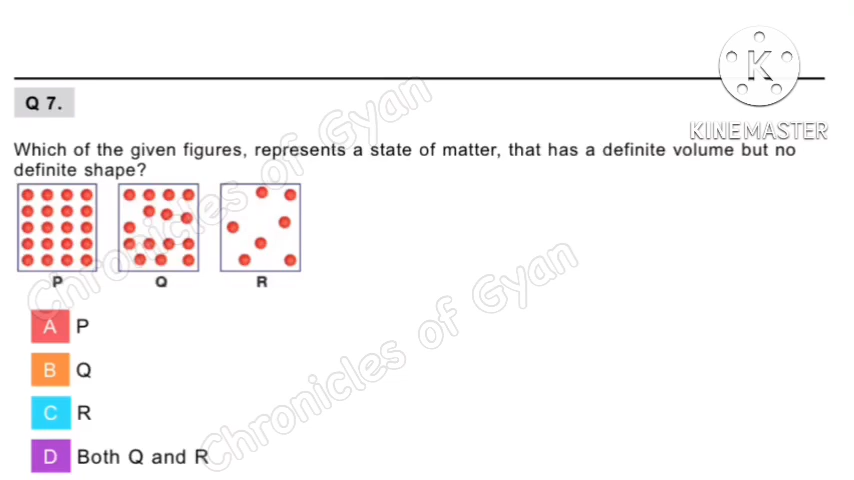 K
KINEMASTER
Q 7.
Which of the given figures, represents a state of matter, that has a definite volume but no
definite shape?
P Q R
A P
B Q
C R
D Both Q and R
Chronicles of Gyan
Chronicles of Gyan